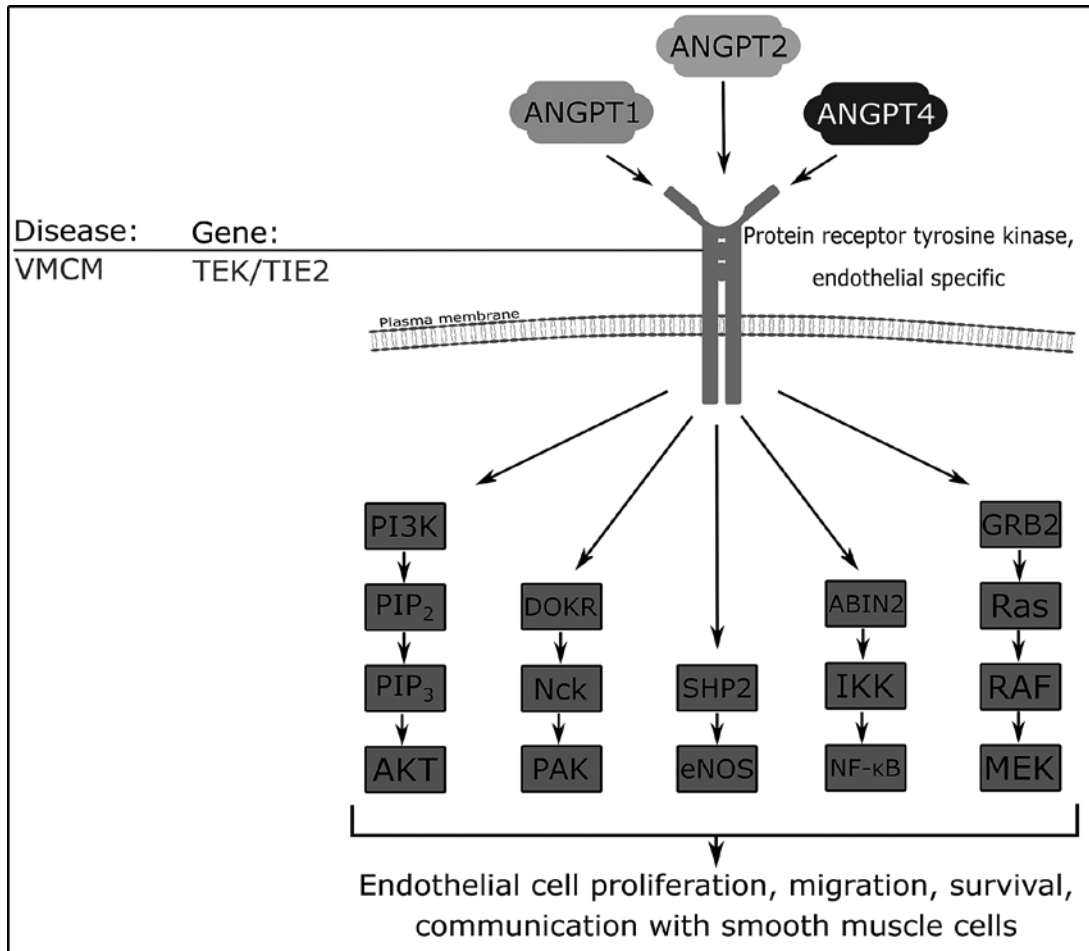 ANGPT2
ANGPT1
ANGPT4
Disease: Gene:
VMCM TEK/TIE2
Protein receptor tyrosine kinase,
endothelial specific
Plasma membrane
PI3K
PIP₂
PIP₃
AKT
DOKR
Nck
PAK
SHP2
eNOS
ABIN2
IKK
NF-κB
GRB2
Ras
RAF
MEK
Endothelial cell proliferation, migration, survival,
communication with smooth muscle cells